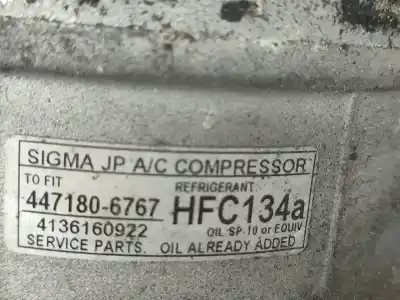 SIGMA JP A/C COMPRESSOR
TO FIT
REFRIGERANT
447180-6767 HFC134a
4136160922 OIL SP.10 or EQUIV
SERVICE PARTS. OIL ALREADY ADDED